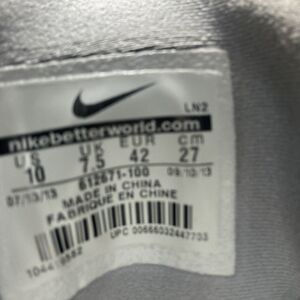 LN2
nikebetterworld.com
US UK EUR cm
10 7.5 42 27
612671-100
07/13/13 09/10/13
MADE IN CHINA
FABRIQUE EN CHINE
UPC 00666032447703